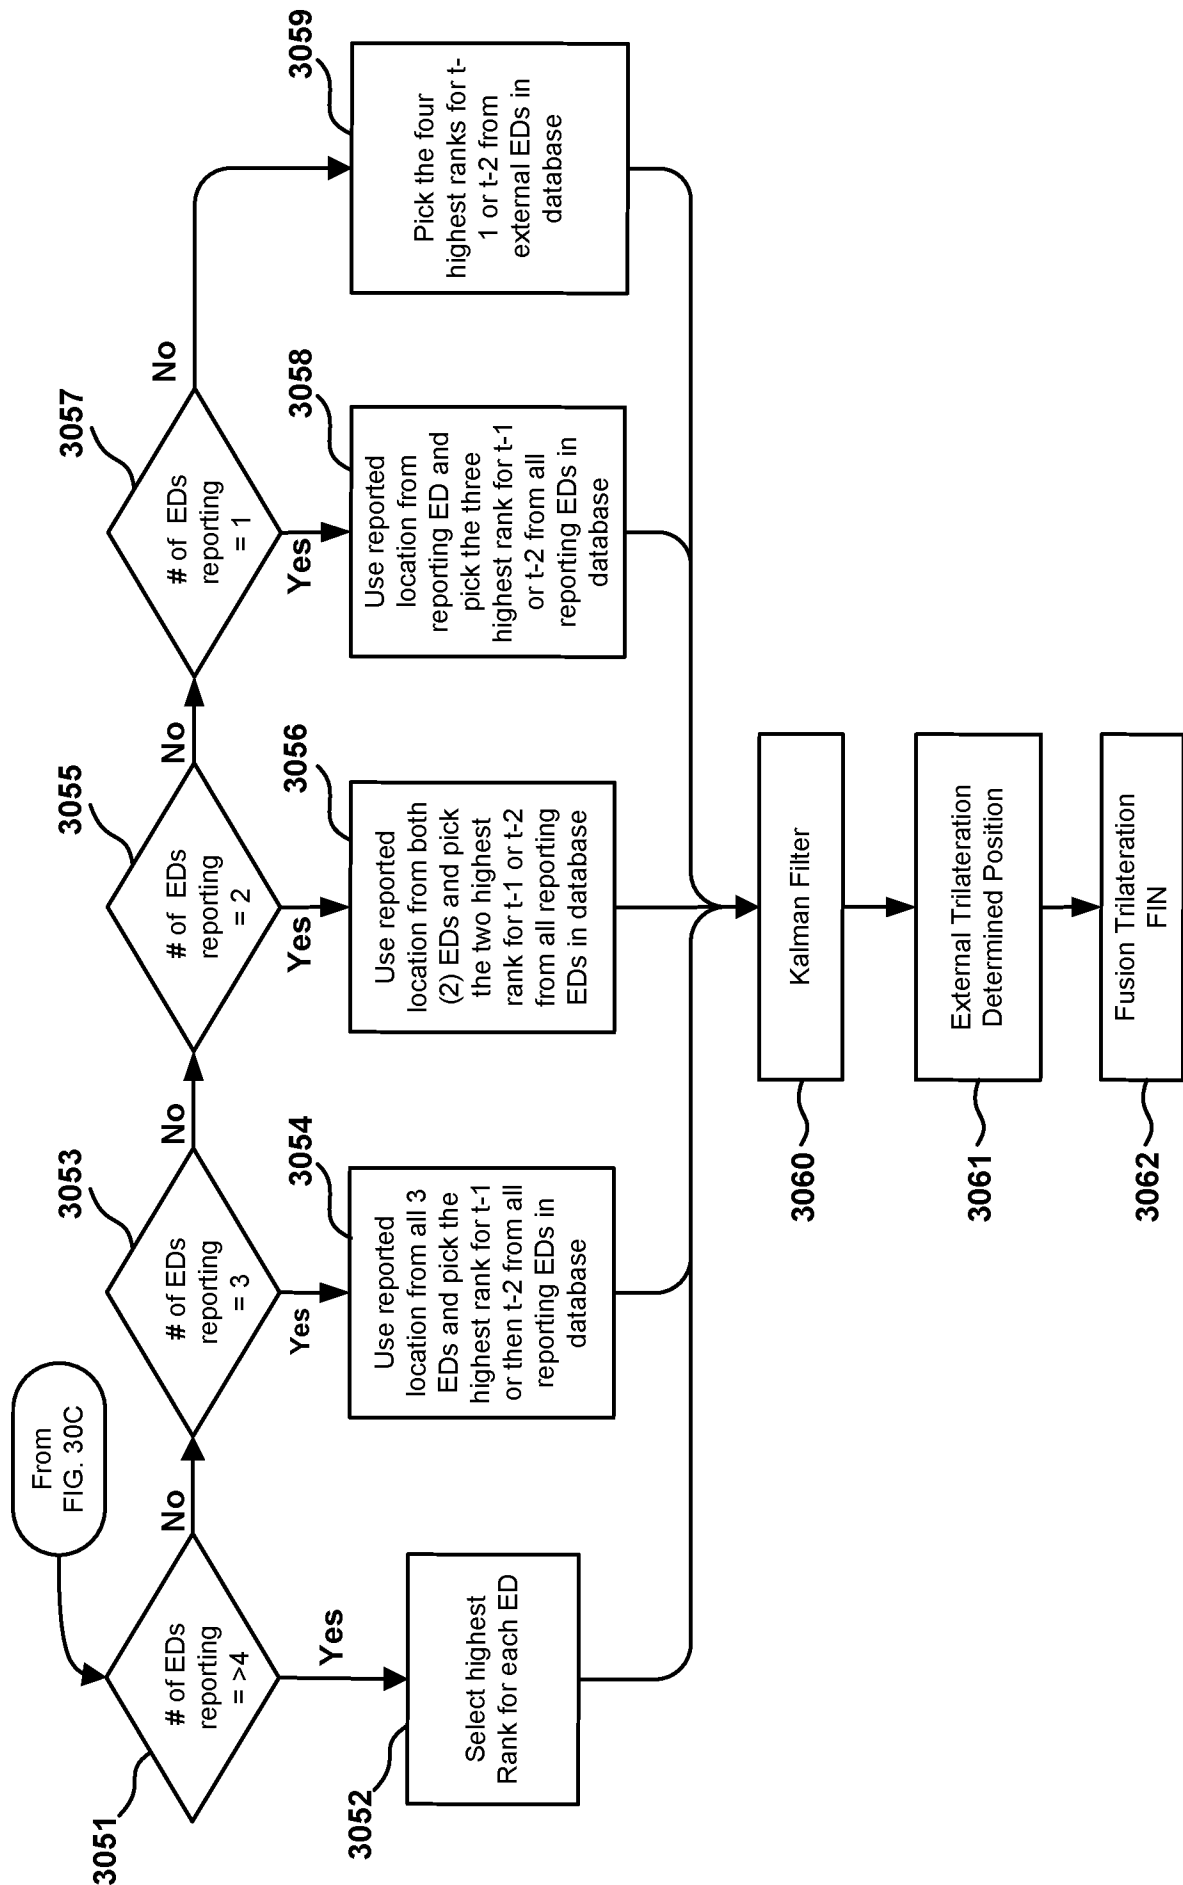 From
FIG. 30C
3051
# of EDs
reporting
= >4
Yes
No
3052
Select highest
Rank for each ED
3053
# of EDs
reporting
= 3
Yes
No
3054
Use reported
location from all 3
EDs and pick the
highest rank for t-1
or then t-2 from all
reporting EDs in
database
3055
# of EDs
reporting
= 2
Yes
No
3056
Use reported
location from both
(2) EDs and pick
the two highest
rank for t-1 or t-2
from all reporting
EDs in database
3057
# of EDs
reporting
= 1
Yes
No
3058
Use reported
location from
reporting ED and
pick the three
highest rank for t-1
or t-2 from all
reporting EDs in
database
3059
Pick the four
highest ranks for t-
1 or t-2 from
external EDs in
database
3060
Kalman Filter
3061
External Trilateration
Determined Position
3062
Fusion Trilateration
FIN